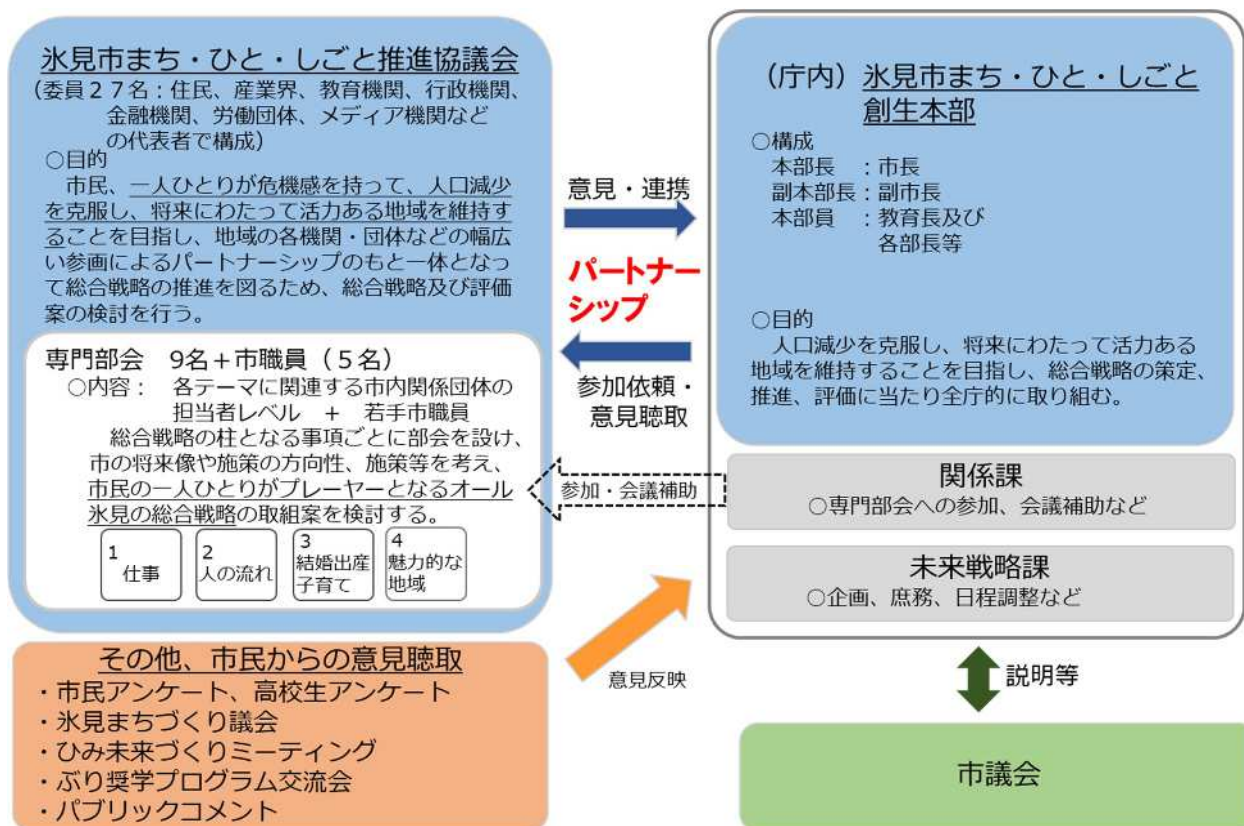 氷見市まち・ひと・しごと推進協議会
(委員27名:住民、産業界、教育機関、行政機関、
金融機関、労働団体、メディア機関など
の代表者で構成)
○目的
市民、一人ひとりが危機感を持って、人口減少
を克服し、将来にわたって活力ある地域を維持す
ることを目指し、地域の各機関・団体などの幅広
い参画によるパートナーシップのもと一体となっ
て総合戦略の推進を図るため、総合戦略及び評価
案の検討を行う。
専門部会 9名+市職員(5名)
○内容: 各テーマに関連する市内関係団体の
担当者レベル + 若手市職員
総合戦略の柱となる事項ごとに部会を設け、
市の将来像や施策の方向性、施策等を考え、
市民の一人ひとりがプレーヤーとなるオール
氷見の総合戦略の取組案を検討する。
1
仕事
2
人の流れ
3
結婚出産
子育て
4
魅力的な
地域
その他、市民からの意見聴取
・市民アンケート、高校生アンケート
・氷見まちづくり議会
・ひみ未来づくりミーティング
・ぶり奨学プログラム交流会
・パブリックコメント
意見・連携
パートナー
シップ
参加依頼・
意見聴取
参加・会議補助
意見反映
(庁内)氷見市まち・ひと・しごと
創生本部
○構成
本部長 :市長
副本部長:副市長
本部員 :教育長及び
各部長等
○目的
人口減少を克服し、将来にわたって活力ある
地域を維持することを目指し、総合戦略の策定、
推進、評価に当たり全庁的に取り組む。
関係課
○専門部会への参加、会議補助など
未来戦略課
○企画、庶務、日程調整など
説明等
市議会